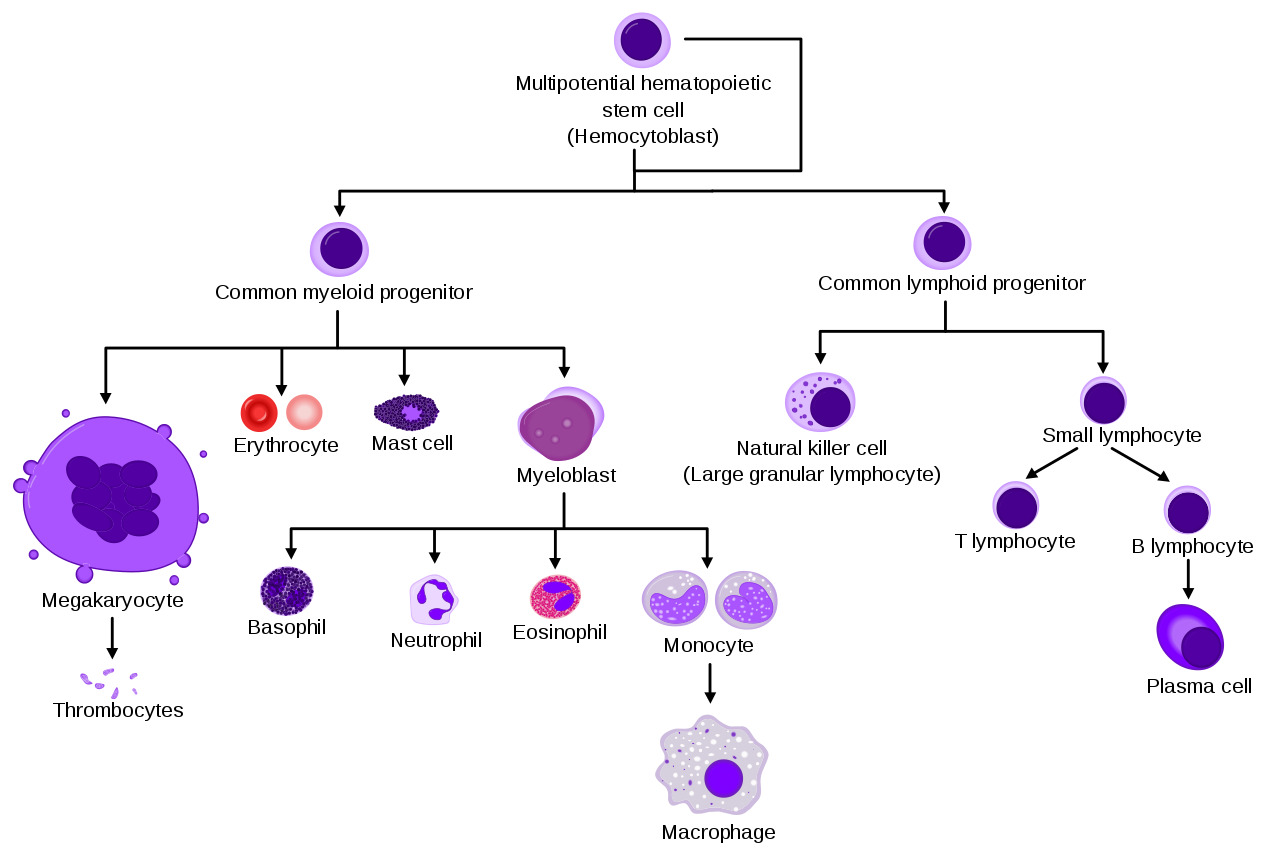 Multipotential hematopoietic
stem cell
(Hemocytoblast)
Common myeloid progenitor
Common lymphoid progenitor
Erythrocyte
Mast cell
Myeloblast
Natural killer cell
(Large granular lymphocyte)
Small lymphocyte
T lymphocyte
B lymphocyte
Megakaryocyte
Basophil
Neutrophil
Eosinophil
Monocyte
Plasma cell
Thrombocytes
Macrophage